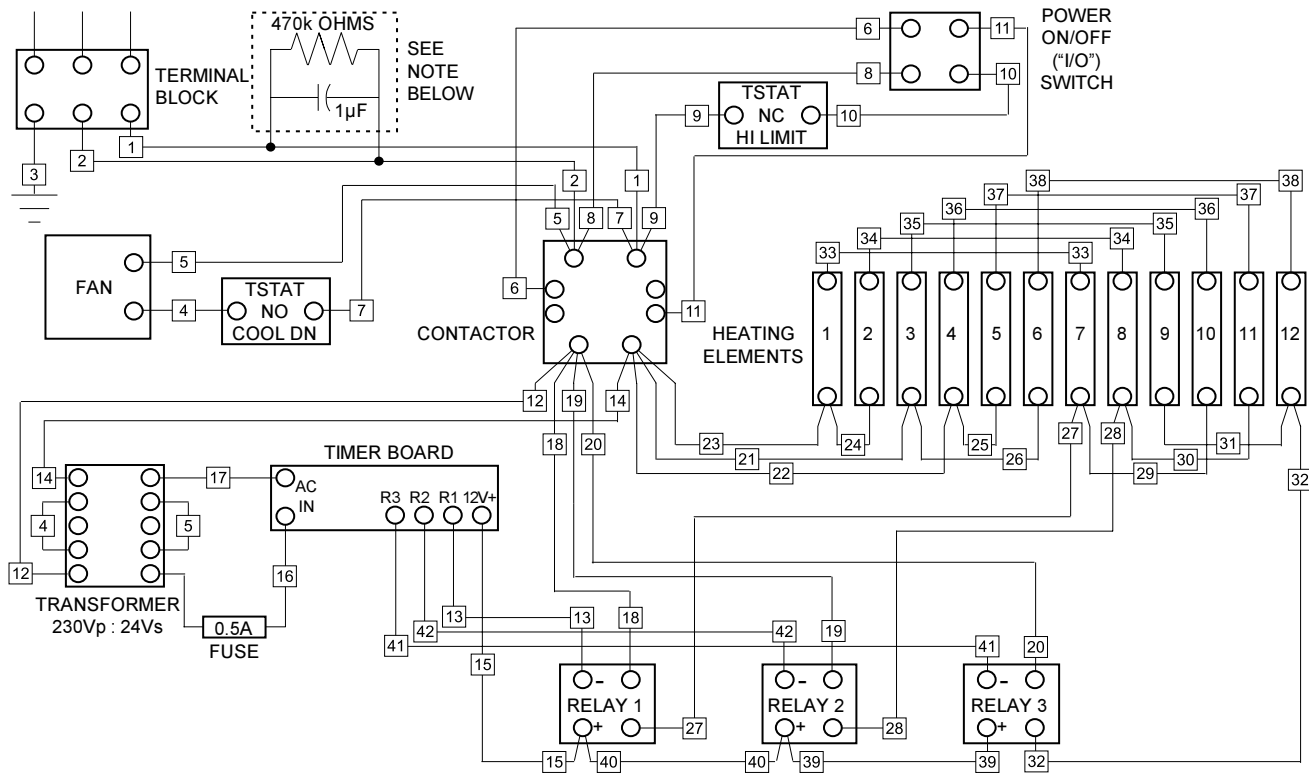 470k OHMS
1µF
SEE
NOTE
BELOW
TERMINAL
BLOCK
1
2
3
6
11
8
10
POWER
ON/OFF
("I/O")
SWITCH
TSTAT
NC
HI LIMIT
9
10
2
1
5
8
7
9
FAN
5
4
TSTAT
NO
COOL DN
7
CONTACTOR
6
11
12
19
14
18
20
HEATING
ELEMENTS
38
38
37
37
36
36
35
35
34
34
33
33
1
2
3
4
5
6
7
8
9
10
11
12
23
24
21
22
25
26
27
28
29
30
31
32
14
4
5
12
17
TRANSFORMER
230Vp : 24Vs
TIMER BOARD
AC
IN
R3
R2
R1
12V+
16
0.5A
FUSE
13
13
18
42
42
19
41
41
20
15
-
RELAY 1
+
27
-
RELAY 2
+
28
-
RELAY 3
+
15
40
40
39
39
32